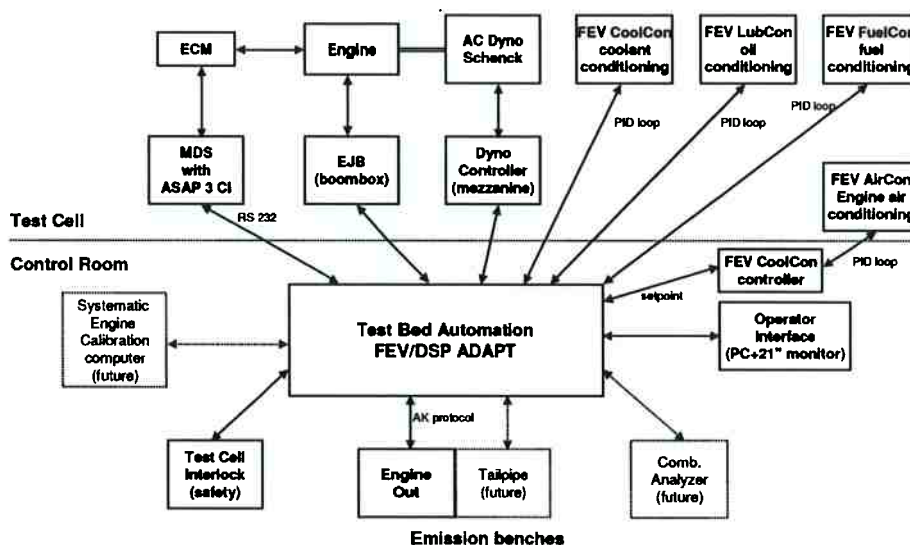 ECM
Engine
AC Dyno
Schenck
FEV CoolCon
coolant
conditioning
FEV LubCon
oil
conditioning
FEV FuelCon
fuel
conditioning
PID loop
PID loop
PID loop
MDS
with
ASAP 3 CI
EJB
(boombox)
Dyno
Controller
(mezzanine)
FEV AirCon
Engine air
conditioning
RS 232
Test Cell
Control Room
FEV CoolCon
controller
PID loop
setpoint
Systematic
Engine
Calibration
computer
(future)
Test Bed Automation
FEV/DSP ADAPT
Operator
Interface
(PC+21" monitor)
AK protocol
Test Cell
Interlock
(safety)
Engine
Out
Tailpipe
(future)
Comb.
Analyzer
(future)
Emission benches